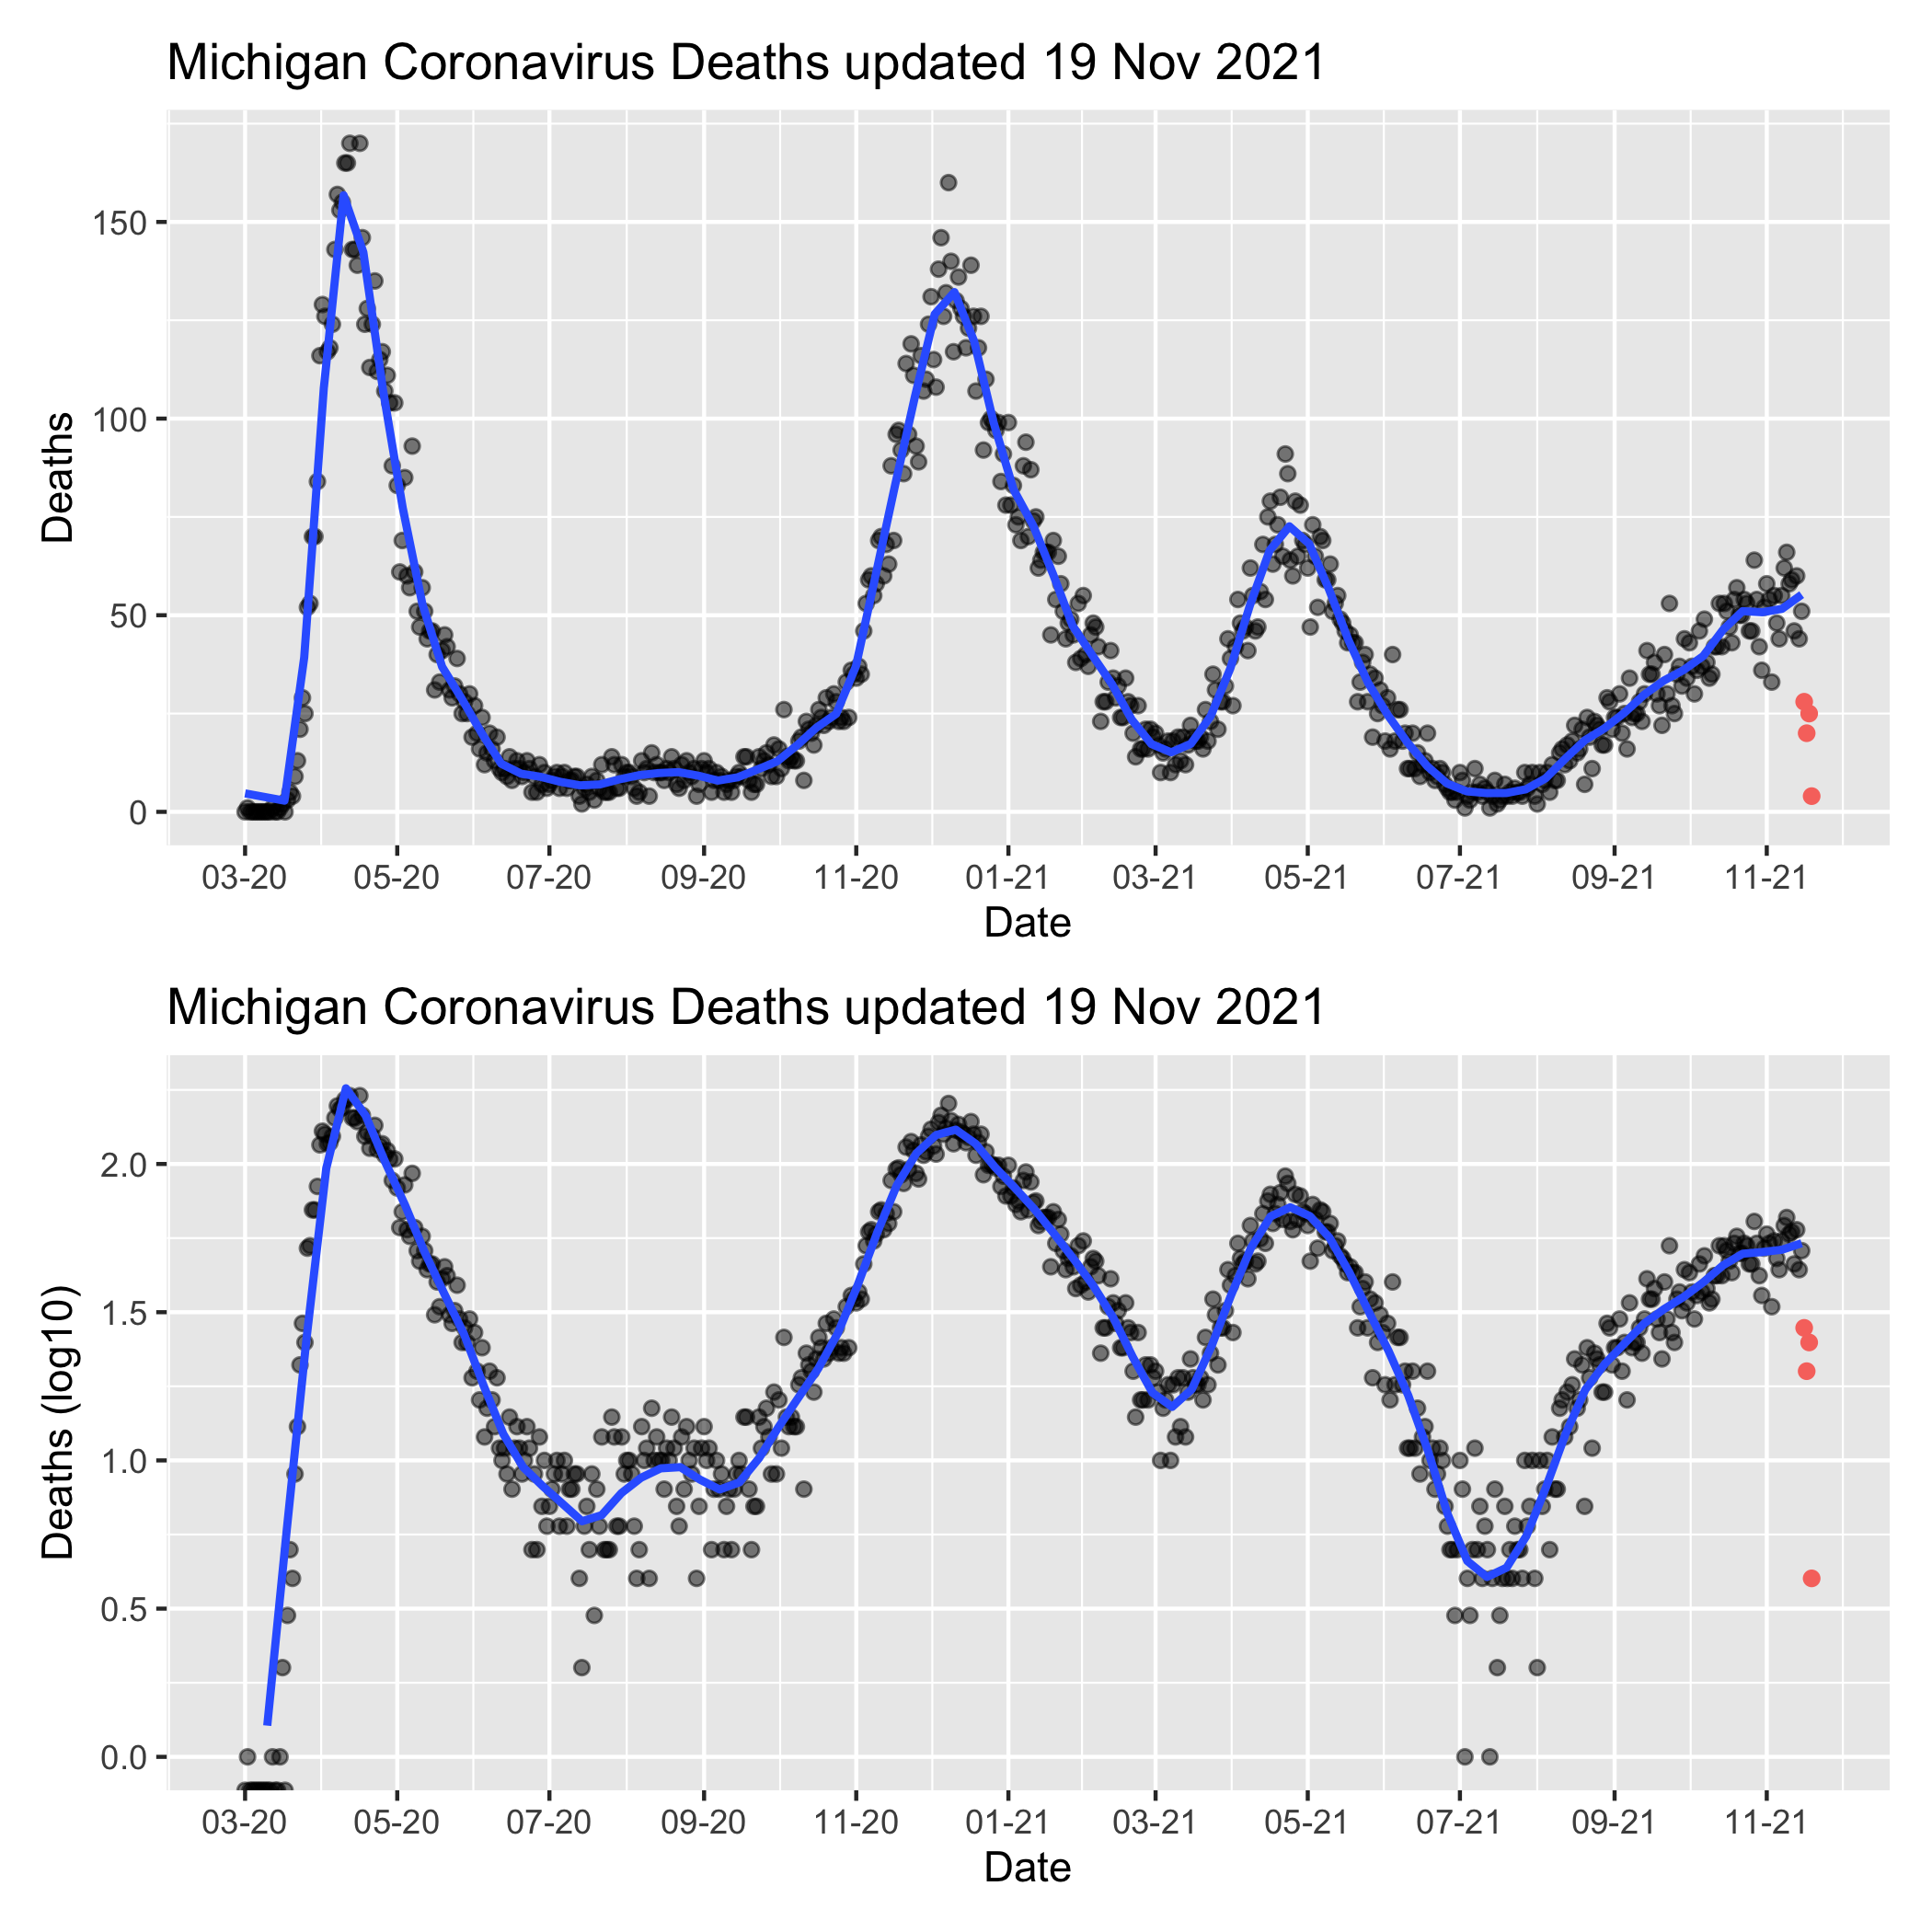 Michigan Coronavirus Deaths updated 19 Nov 2021
Deaths
150
100
50
0
03-20 05-20 07-20 09-20 11-20 01-21 03-21 05-21 07-21 09-21 11-21
Date
Michigan Coronavirus Deaths updated 19 Nov 2021
Deaths (log10)
2.0
1.5
1.0
0.5
0.0
03-20 05-20 07-20 09-20 11-20 01-21 03-21 05-21 07-21 09-21 11-21
Date